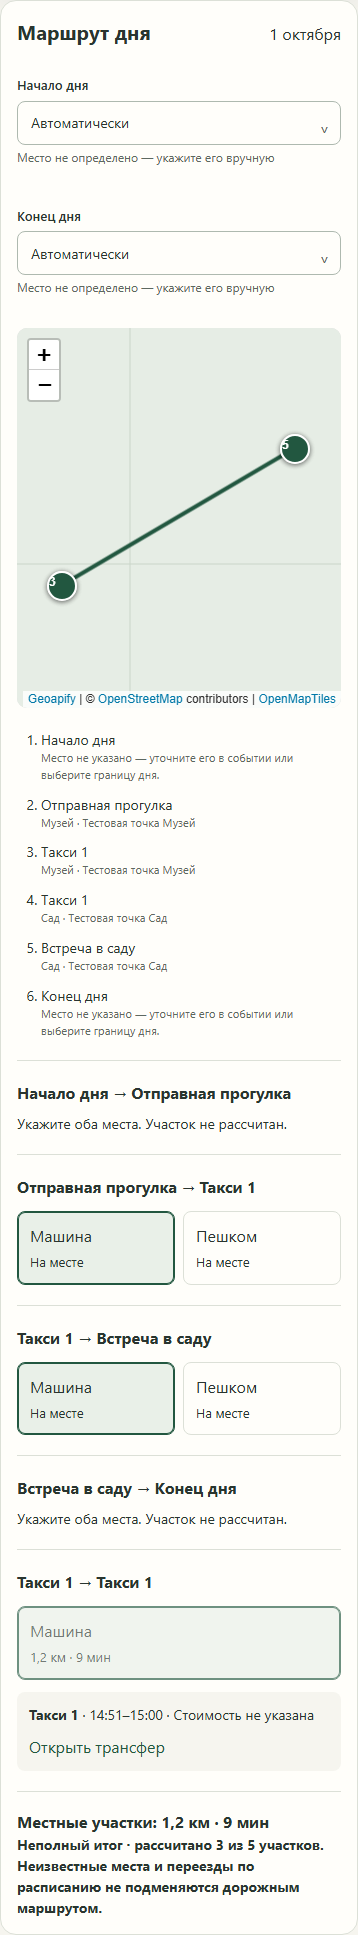 Маршрут дня
1 октября
Начало дня
Автоматически
Место не определено — укажите его вручную
Конец дня
Автоматически
Место не определено — укажите его вручную
+
−
5
3
Geoapify | © OpenStreetMap contributors | OpenMapTiles
1. Начало дня
Место не указано — уточните его в событии или
выберите границу дня.
2. Отправная прогулка
Музей · Тестовая точка Музей
3. Такси 1
Музей · Тестовая точка Музей
4. Такси 1
Сад · Тестовая точка Сад
5. Встреча в саду
Сад · Тестовая точка Сад
6. Конец дня
Место не указано — уточните его в событии или
выберите границу дня.
Начало дня → Отправная прогулка
Укажите оба места. Участок не рассчитан.
Отправная прогулка → Такси 1
Машина
На месте
Пешком
На месте
Такси 1 → Встреча в саду
Машина
На месте
Пешком
На месте
Встреча в саду → Конец дня
Укажите оба места. Участок не рассчитан.
Такси 1 → Такси 1
Машина
1,2 км · 9 мин
Такси 1 · 14:51–15:00 · Стоимость не указана
Открыть трансфер
Местные участки: 1,2 км · 9 мин
Неполный итог · рассчитано 3 из 5 участков.
Неизвестные места и переезды по
расписанию не подменяются дорожным
маршрутом.